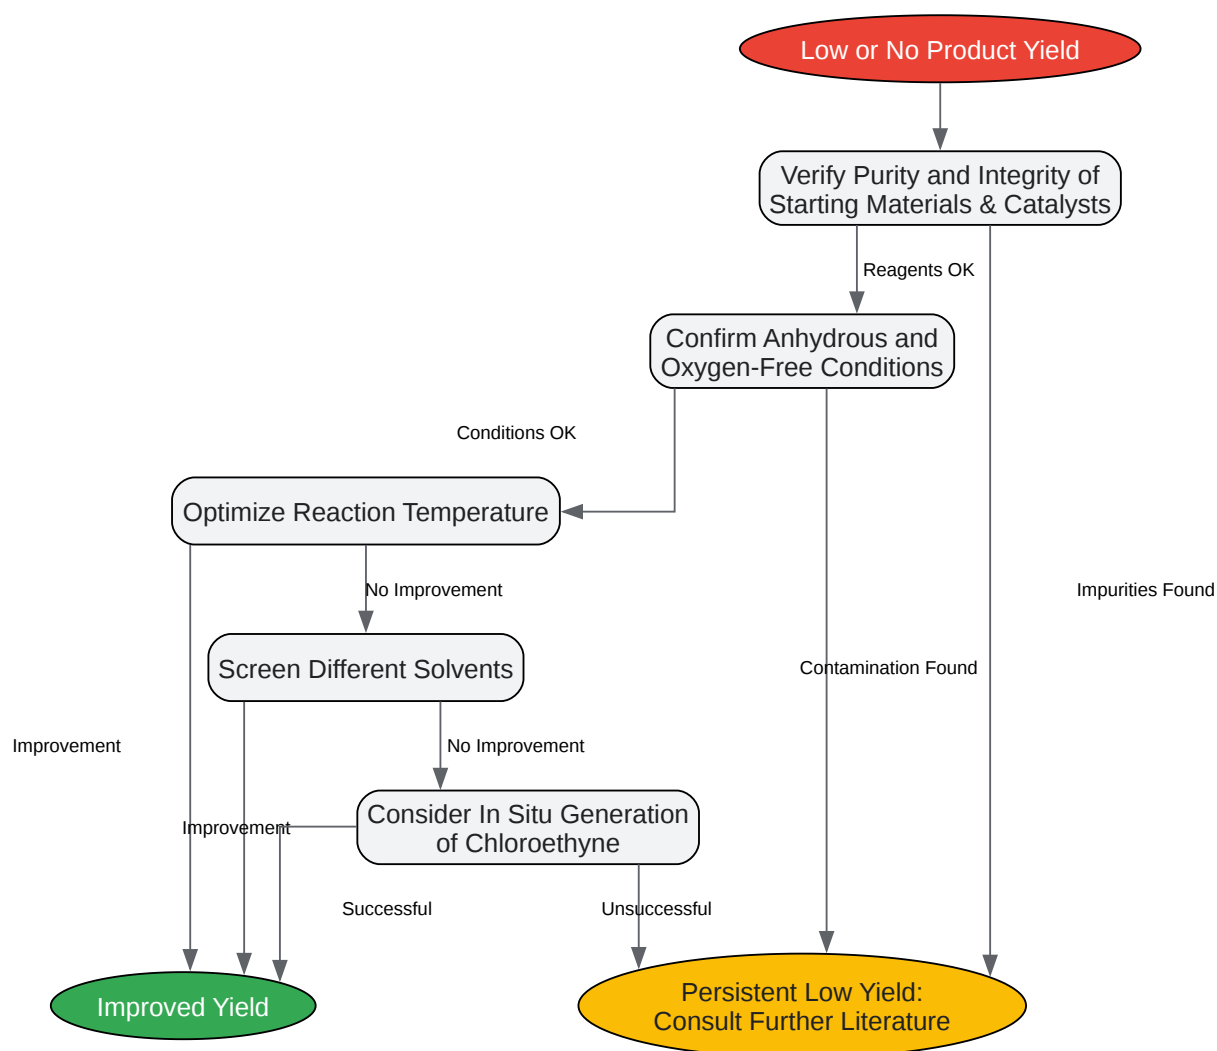 Low or No Product Yield
Verify Purity and Integrity of
Starting Materials & Catalysts
Reagents OK
Confirm Anhydrous and
Oxygen-Free Conditions
Conditions OK
Optimize Reaction Temperature
No Improvement
Impurities Found
Screen Different Solvents
Contamination Found
Improvement
No Improvement
Consider In Situ Generation
of Chloroethyne
Improvement
Successful
Unsuccessful
Improved Yield
Persistent Low Yield:
Consult Further Literature